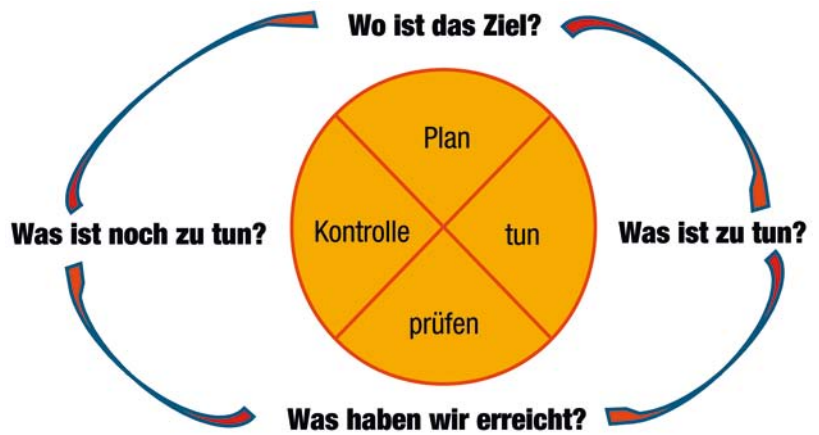 Wo ist das Ziel?
Plan
Was ist noch zu tun?
Kontrolle
tun
Was ist zu tun?
prüfen
Was haben wir erreicht?